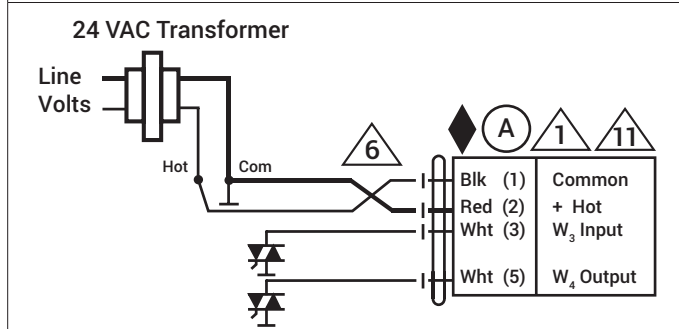 24 VAC Transformer
Line
Volts
Hot
Com
6
A
1
11
Blk (1) Common
Red (2) + Hot
Wht (3) W₃ Input
Wht (5) W₄ Output